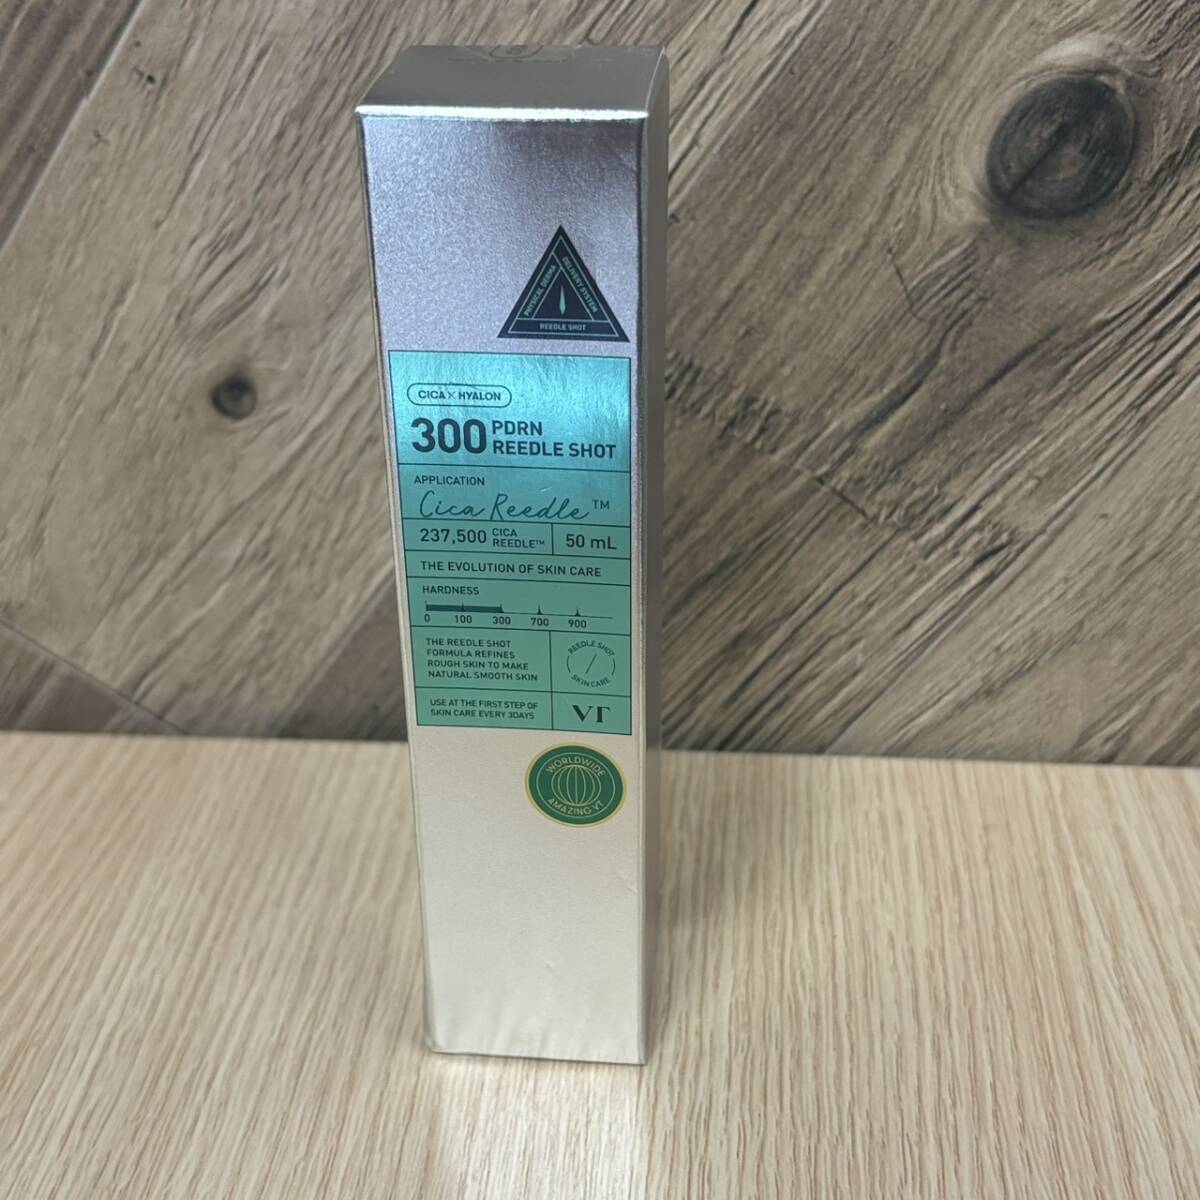 PHYSICAL DERMA
DELIVERY SYSTEM
REEDLE SHOT
CICA×HYALON
300 PDRN
REEDLE SHOT
APPLICATION
Cica Reedle™
237,500 CICA
REEDLE™
50 mL
THE EVOLUTION OF SKIN CARE
HARDNESS
0 100 300 700 900
THE REEDLE SHOT
FORMULA REFINES
ROUGH SKIN TO MAKE
NATURAL SMOOTH SKIN
REEDLE SHOT
SKIN CARE
USE AT THE FIRST STEP OF
SKIN CARE EVERY 3DAYS
VT
WORLDWIDE
AMAZING VT